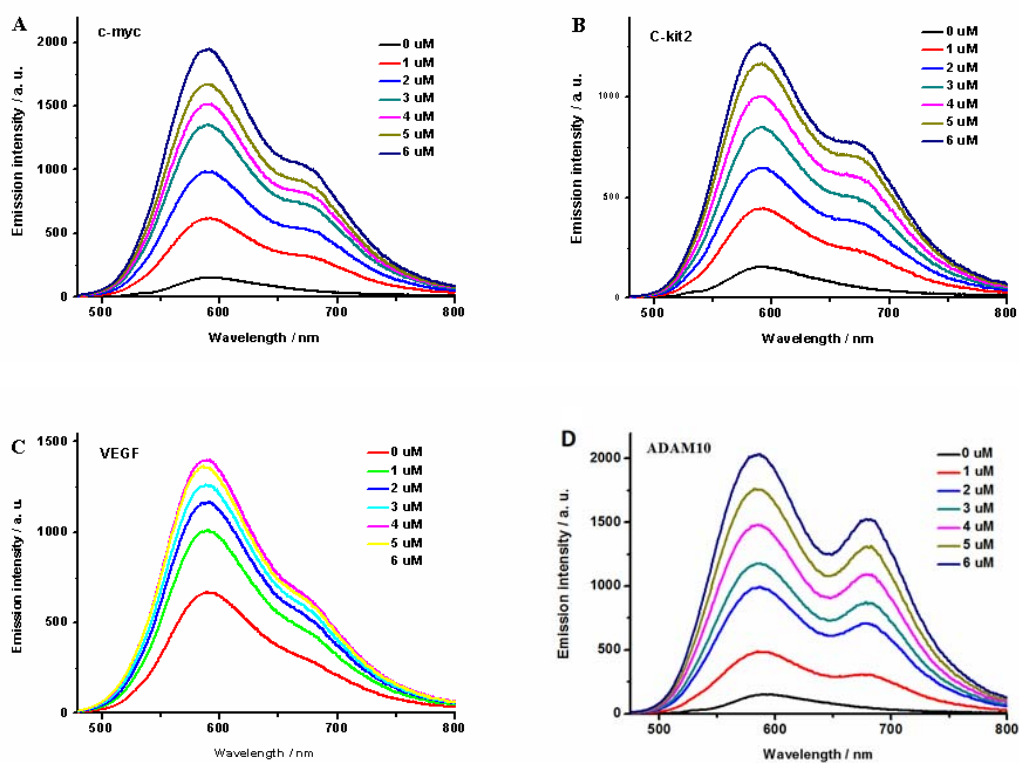 A
c-myc
2000
1500
1000
500
0
500 600 700 800
Emission intensity / a. u.
Wavelength / nm
0 uM
1 uM
2 uM
3 uM
4 uM
5 uM
6 uM
B
C-kit2
1000
500
0
500 600 700 800
Emission intensity / a. u.
Wavelength / nm
0 uM
1 uM
2 uM
3 uM
4 uM
5 uM
6 uM
C
VEGF
1500
1000
500
0
500 600 700 800
Emission intensity / a. u.
Wavelength / nm
0 uM
1 uM
2 uM
3 uM
4 uM
5 uM
6 uM
D
ADAM10
2000
1500
1000
500
0
500 600 700 800
Emission intensity / a. u.
Wavelength / nm
0 uM
1 uM
2 uM
3 uM
4 uM
5 uM
6 uM